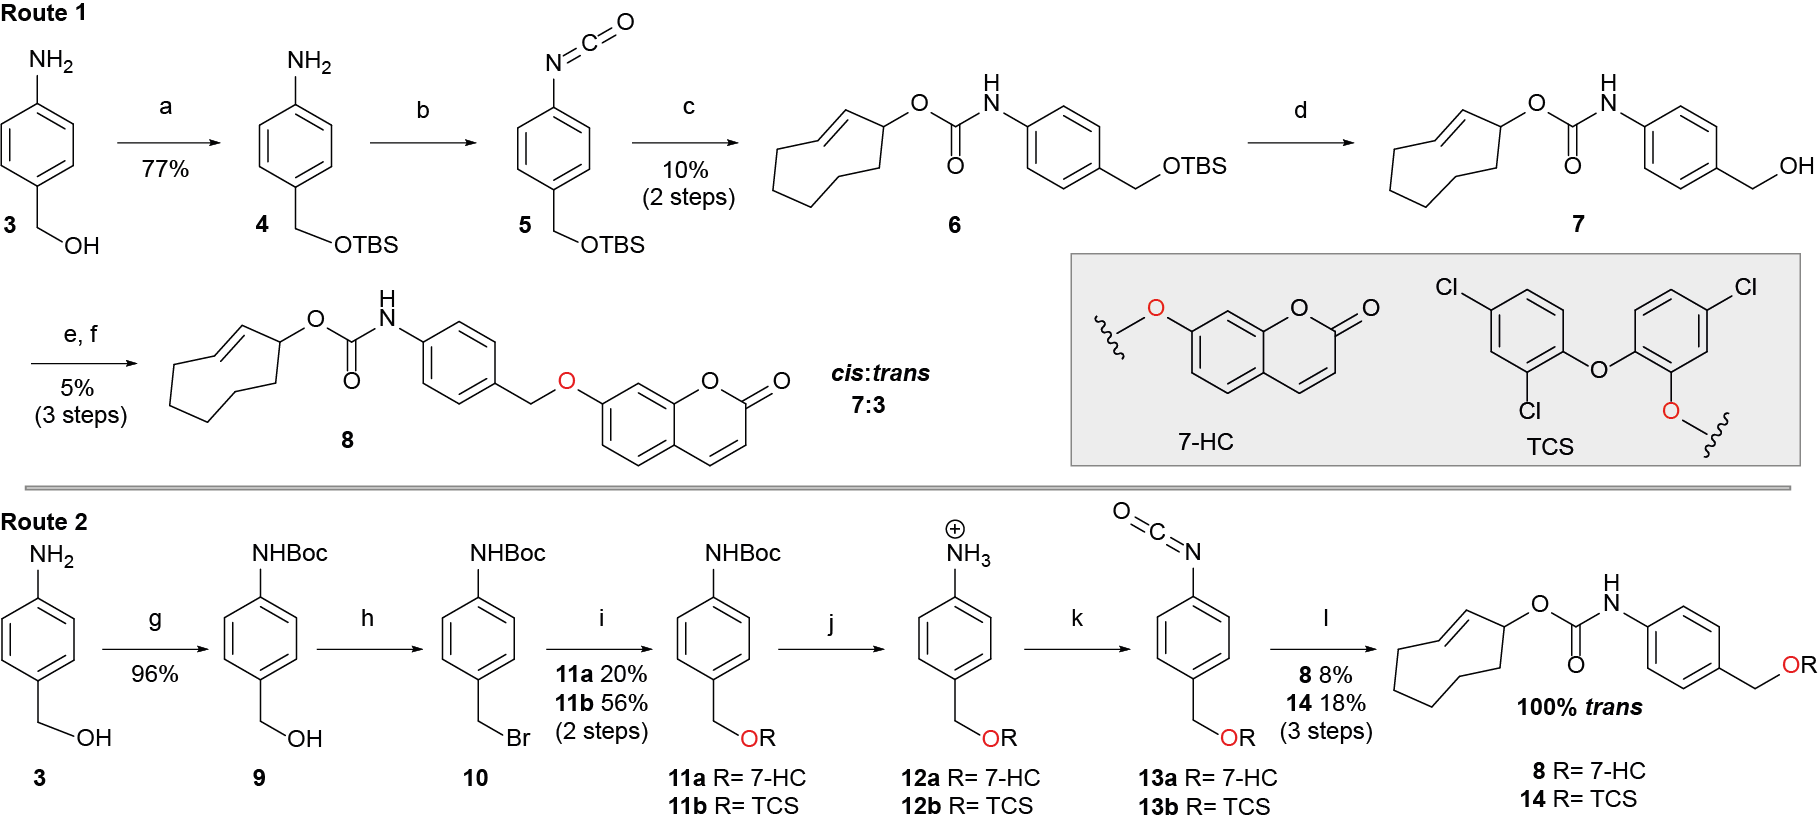 Route 1
NH2
OH
3
a
77%
NH2
OTBS
4
b
N
C
O
OTBS
5
c
10%
(2 steps)
O
O
H
N
OTBS
6
d
O
O
H
N
OH
7
e, f
5%
(3 steps)
O
O
H
N
O
O
O
8
cis:trans
7:3
O
O
O
7-HC
Cl
Cl
O
Cl
O
TCS
Route 2
NH2
OH
3
g
96%
NHBoc
OH
9
h
NHBoc
Br
10
i
11a 20%
11b 56%
(2 steps)
NHBoc
OR
11a R= 7-HC
11b R= TCS
j
+
NH3
OR
12a R= 7-HC
12b R= TCS
k
O
C
N
OR
13a R= 7-HC
13b R= TCS
l
8 8%
14 18%
(3 steps)
O
O
H
N
OR
100% trans
8 R= 7-HC
14 R= TCS